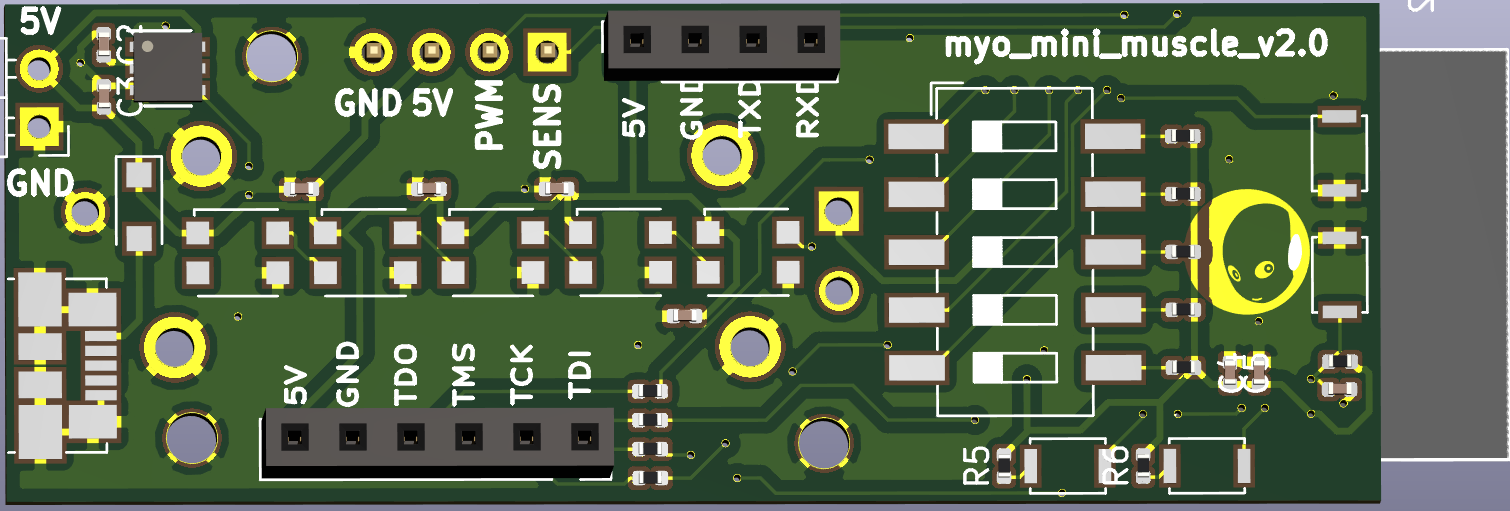 5V
C2
myo_mini_muscle_v2.0
C3
GND 5V
PWM
SENS
5V
GND
TXD
RXD
GND
5V
GND
TDO
TMS
TCK
TDI
R5
R6